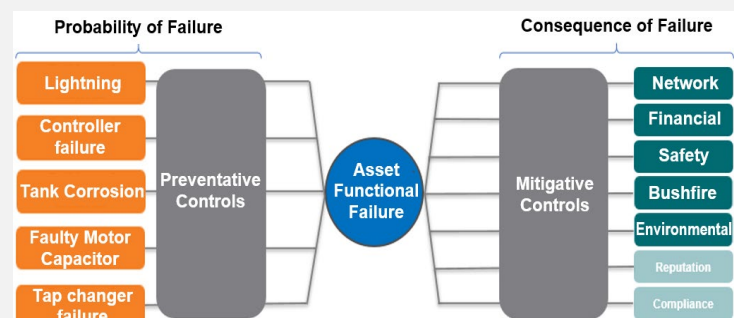 Probability of Failure
Consequence of Failure
Lightning
Controller
failure
Tank Corrosion
Faulty Motor
Capacitor
Tap changer
failure
Preventative
Controls
Asset
Functional
Failure
Mitigative
Controls
Network
Financial
Safety
Bushfire
Environmental
Reputation
Compliance